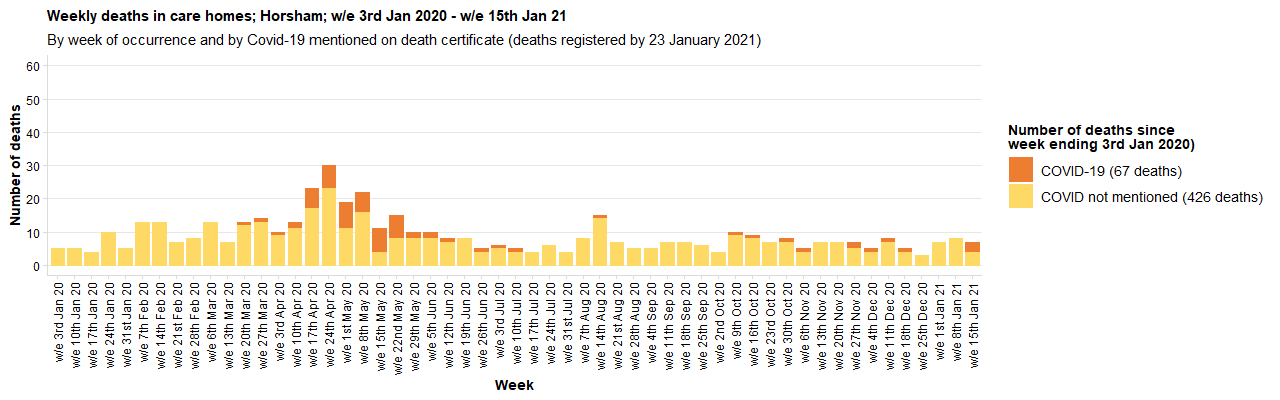 Weekly deaths in care homes; Horsham; w/e 3rd Jan 2020 - w/e 15th Jan 21
By week of occurrence and by Covid-19 mentioned on death certificate (deaths registered by 23 January 2021)
Number of deaths
60
50
40
30
20
10
0
w/e 3rd Jan 20
w/e 10th Jan 20
w/e 17th Jan 20
w/e 24th Jan 20
w/e 31st Jan 20
w/e 7th Feb 20
w/e 14th Feb 20
w/e 21st Feb 20
w/e 28th Feb 20
w/e 6th Mar 20
w/e 13th Mar 20
w/e 20th Mar 20
w/e 27th Mar 20
w/e 3rd Apr 20
w/e 10th Apr 20
w/e 17th Apr 20
w/e 24th Apr 20
w/e 1st May 20
w/e 8th May 20
w/e 15th May 20
w/e 22nd May 20
w/e 29th May 20
w/e 5th Jun 20
w/e 12th Jun 20
w/e 19th Jun 20
w/e 26th Jun 20
w/e 3rd Jul 20
w/e 10th Jul 20
w/e 17th Jul 20
w/e 24th Jul 20
w/e 31st Jul 20
w/e 7th Aug 20
w/e 14th Aug 20
w/e 21st Aug 20
w/e 28th Aug 20
w/e 4th Sep 20
w/e 11th Sep 20
w/e 18th Sep 20
w/e 25th Sep 20
w/e 2nd Oct 20
w/e 9th Oct 20
w/e 16th Oct 20
w/e 23rd Oct 20
w/e 30th Oct 20
w/e 6th Nov 20
w/e 13th Nov 20
w/e 20th Nov 20
w/e 27th Nov 20
w/e 4th Dec 20
w/e 11th Dec 20
w/e 18th Dec 20
w/e 25th Dec 20
w/e 1st Jan 21
w/e 8th Jan 21
w/e 15th Jan 21
Week
Number of deaths since
week ending 3rd Jan 2020)
COVID-19 (67 deaths)
COVID not mentioned (426 deaths)